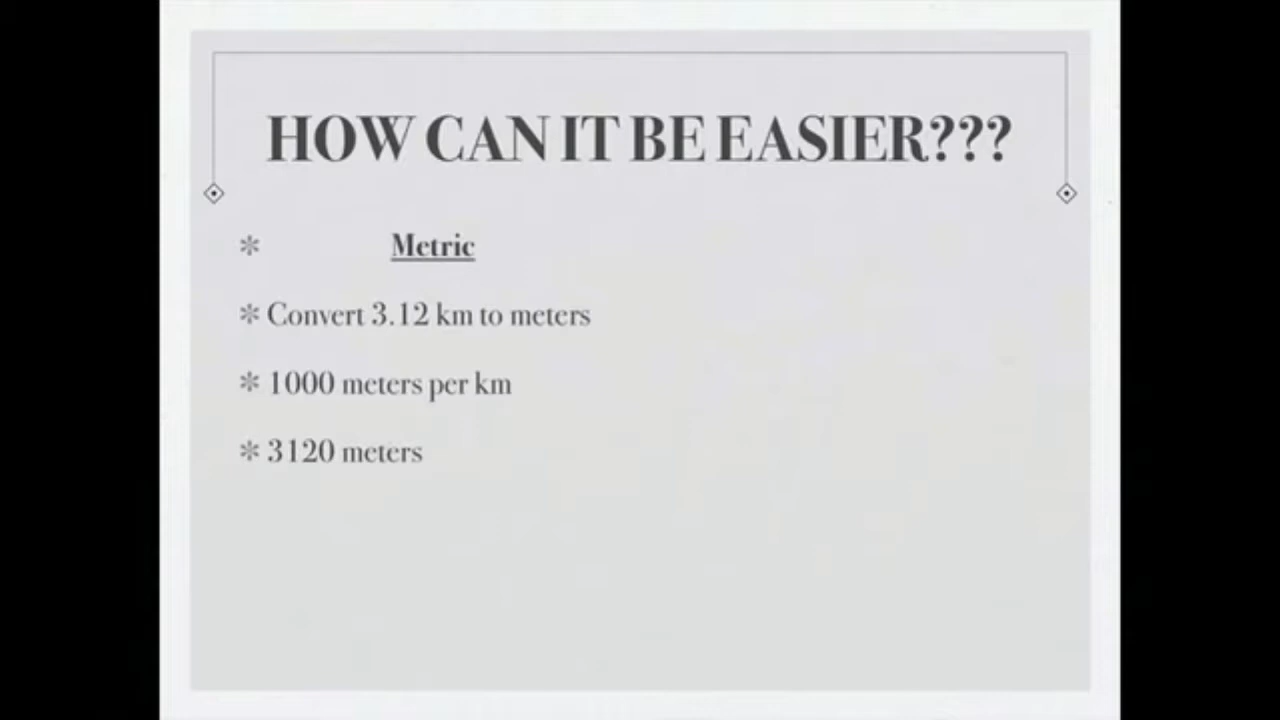 HOW CAN IT BE EASIER???
Metric
Convert 3.12 km to meters
1000 meters per km
3120 meters